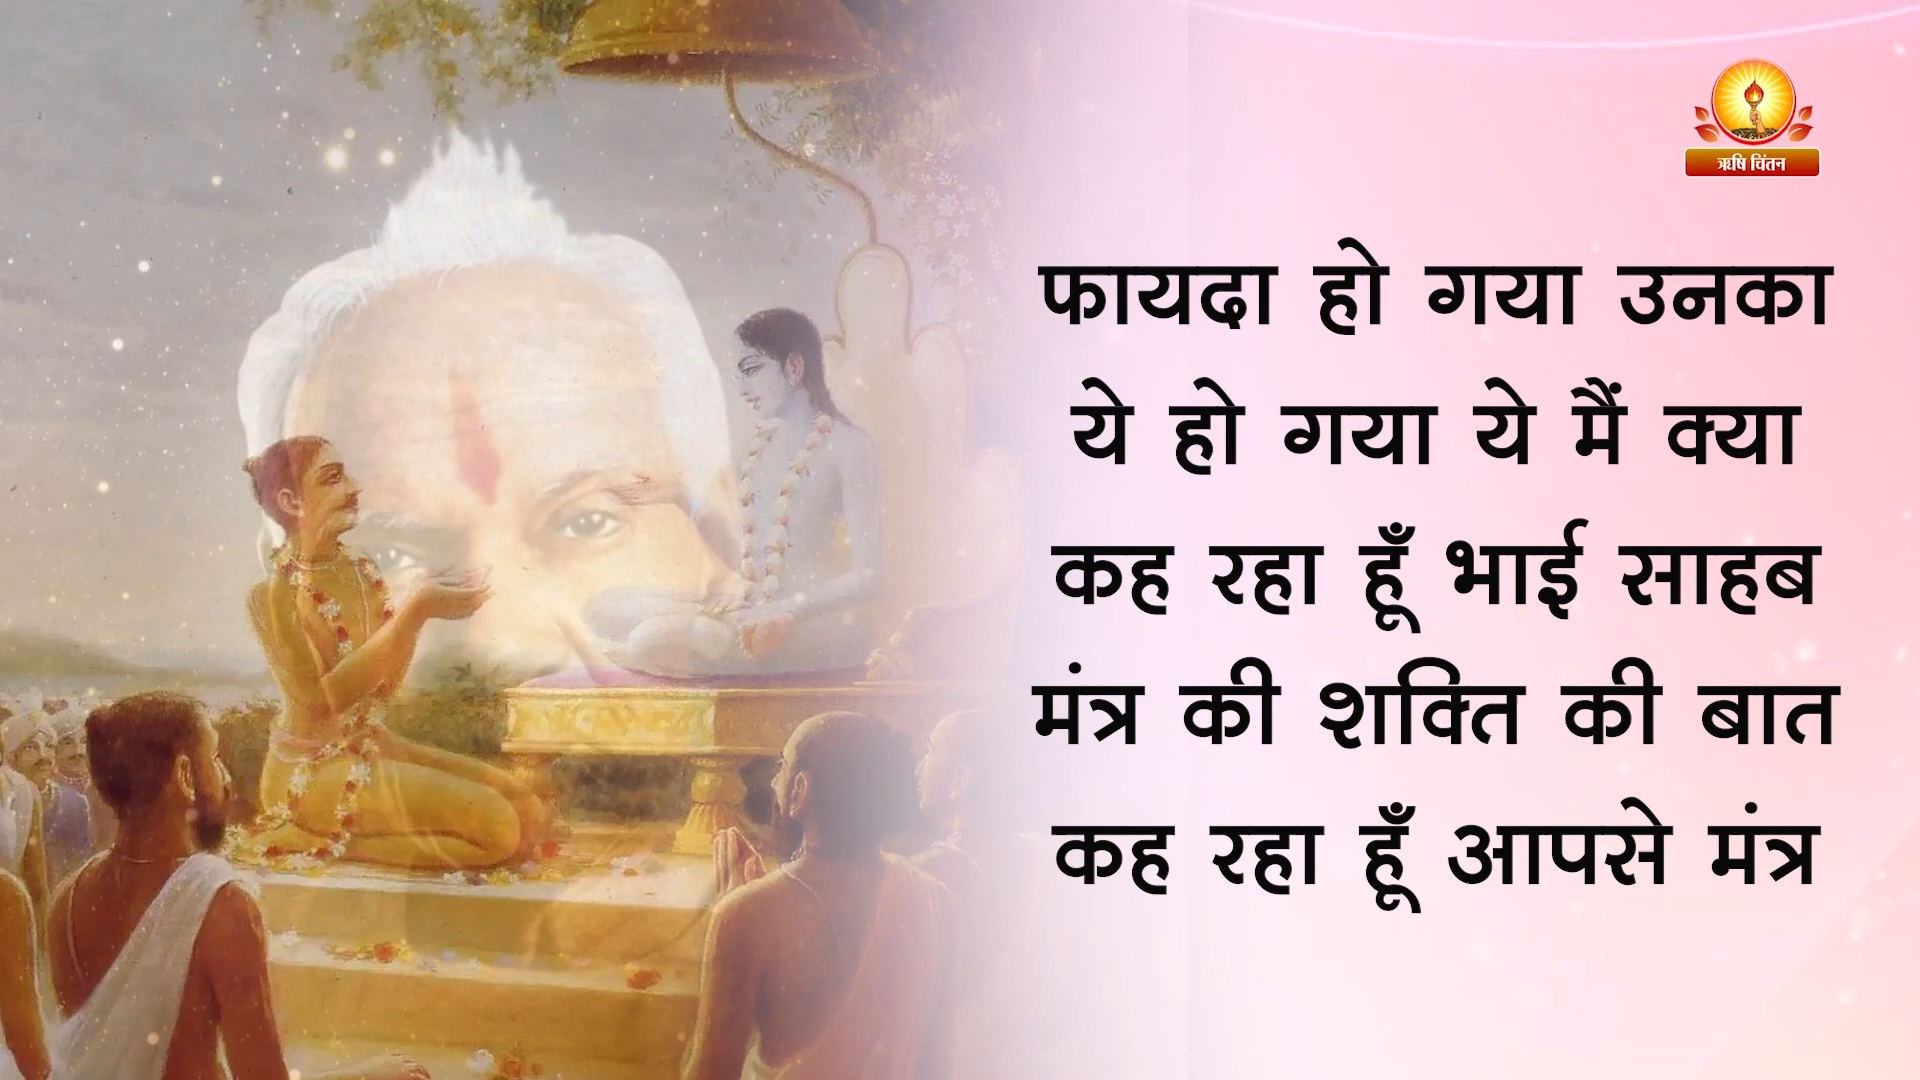 ऋषि चिंतन
फायदा हो गया उनका
ये हो गया ये मैं क्या
कह रहा हूँ भाई साहब
मंत्र की शक्ति की बात
कह रहा हूँ आपसे मंत्र